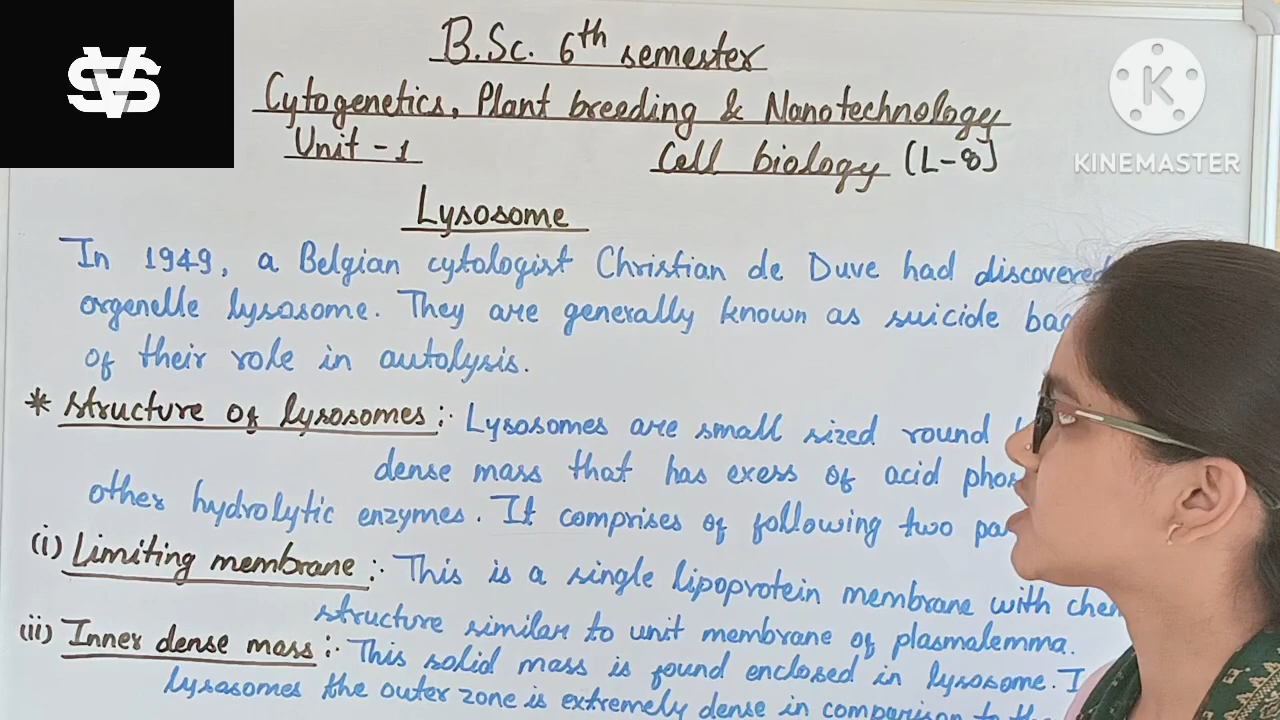 B.Sc. 6th semester
Cytogenetics, Plant breeding & Nanotechnology
Unit - 1 Cell biology (L-8)
Lysosome
In 1949, a Belgian cytologist Christian de Duve had discovered
organelle lysosome. They are generally known as suicide
of their role in autolysis.
* Structure of lysosomes :- Lysosomes are small sized round
dense mass that has exess of acid
other hydrolytic enzymes. It comprises of following two
(i) Limiting membrane :- This is a single lipoprotein membrane with
structure similar to unit membrane of plasmalemma.
(ii) Inner dense mass :- This solid mass is found enclosed in lysosome.
lysosomes the outer zone is extremely dense in comparison to the
K
KINEMASTER